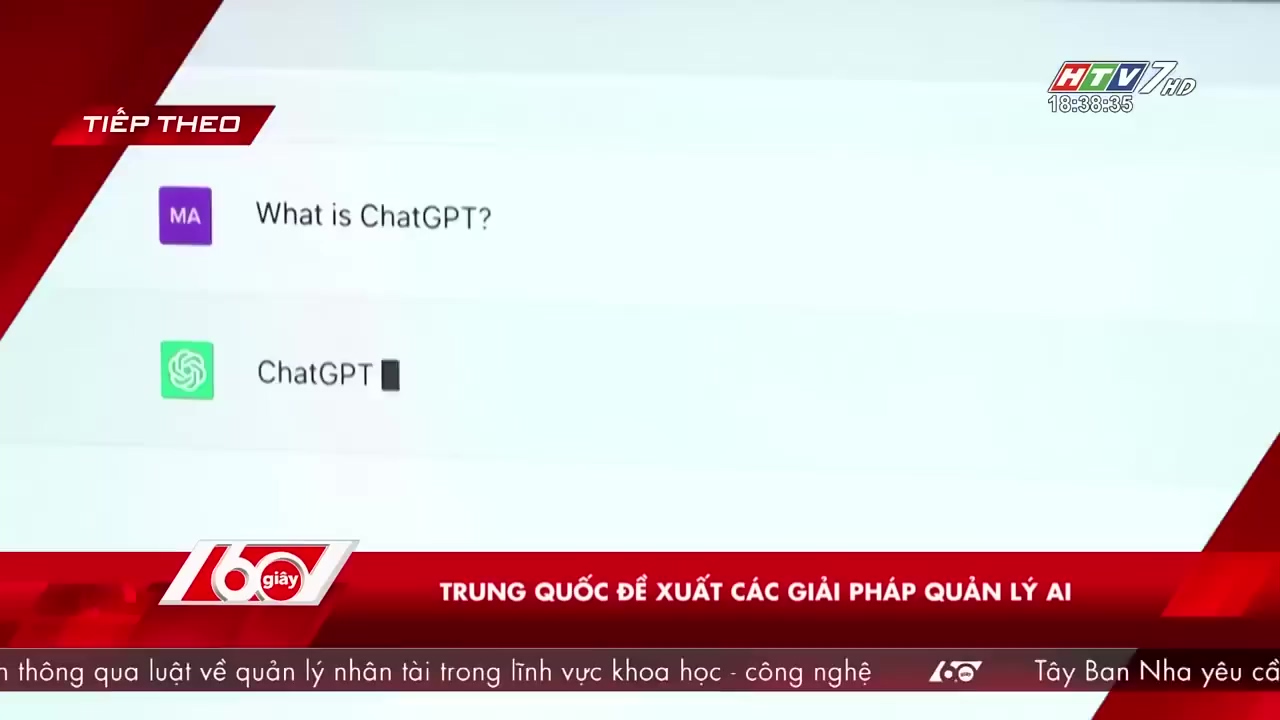 HTV7 HD
18:38:35
TIẾP THEO
MA
What is ChatGPT?
ChatGPT
60 giây
TRUNG QUỐC ĐỀ XUẤT CÁC GIẢI PHÁP QUẢN LÝ AI
thông qua luật về quản lý nhân tài trong lĩnh vực khoa học - công nghệ 60 giây Tây Ban Nha yêu